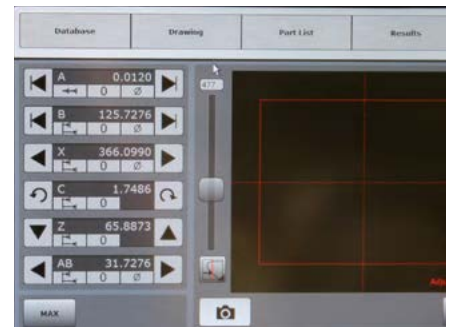 Database Drawing Part List Results
477
A 0.0120
0 Ø
B 125.7276
0 Ø
X 366.0990
0 Ø
C 1.7486
0
Z 65.8873
0
AB 31.7276
0 Ø
MAX